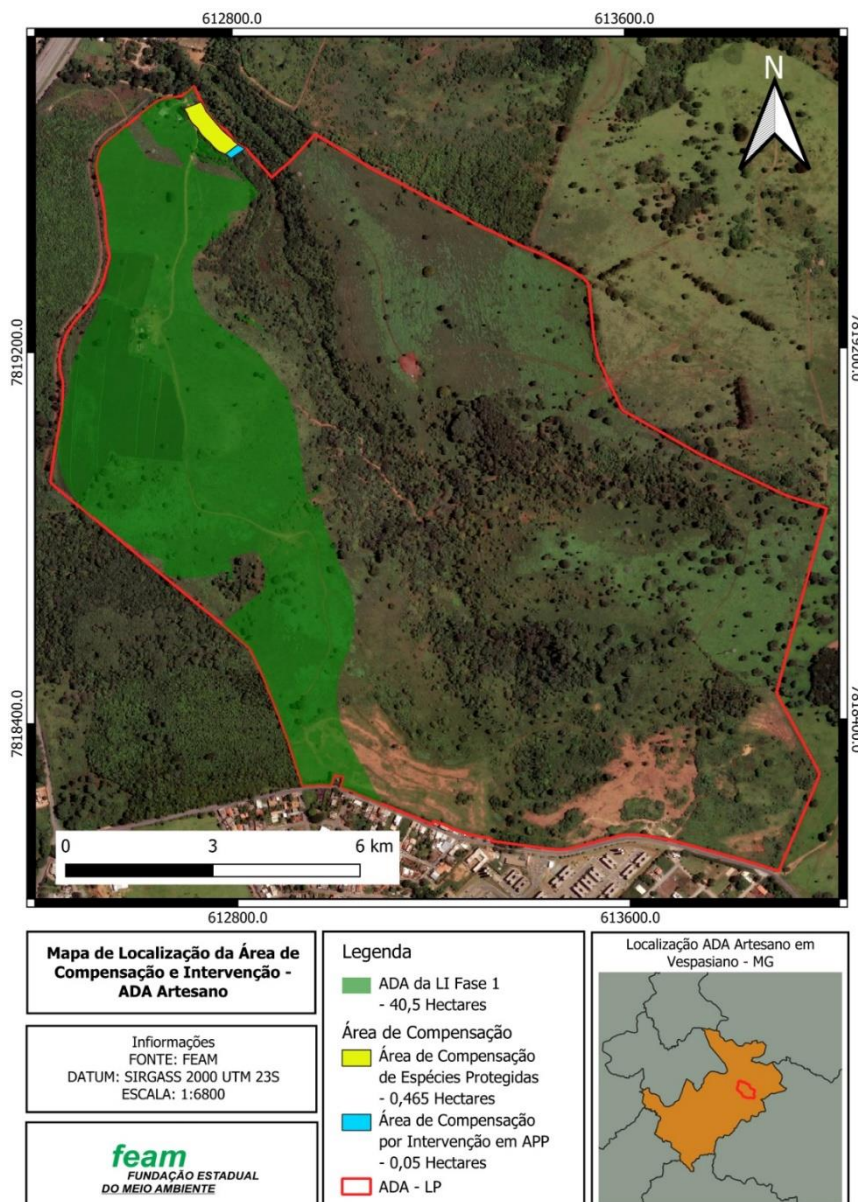 612800.0
613600.0
N
7819200.0
7819200.0
7818400.0
7818400.0
0 3 6 km
612800.0
613600.0
Mapa de Localização da Área de
Compensação e Intervenção -
ADA Artesano
Infiormações
FONTE: FEAM
DATUM: SIRGASS 2000 UTM 23S
ESCALA: 1:6800
feam
FUNDAÇÃO ESTADUAL
DO MEIO AMBIENTE
Legenda
ADA da LI Fase 1
- 40,5 Hectares
Área de Compensação
Área de Compensação
de Espécies Protegidas
- 0,465 Hectares
Área de Compensação
por Intervenção em APP
- 0,05 Hectares
ADA - LP
Localização ADA Artesano em
Vespasiano - MG